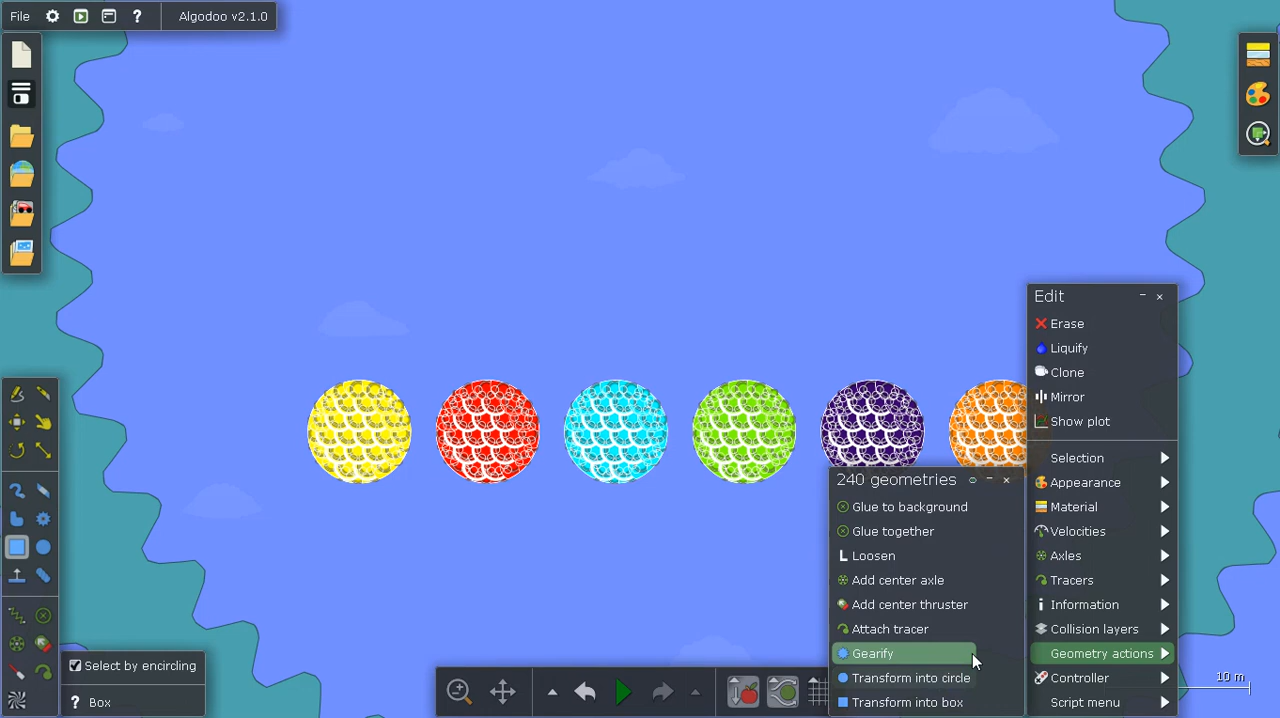 File
?
Algodoo v2.1.0
Edit
Erase
Liquify
Clone
Mirror
Show plot
Selection
Appearance
Material
Velocities
Axles
Tracers
Information
Collision layers
Geometry actions
Controller
Script menu
240 geometries
Glue to background
Glue together
Loosen
Add center axle
Add center thruster
Attach tracer
Gearify
Transform into circle
Transform into box
Select by encircling
? Box
10 m